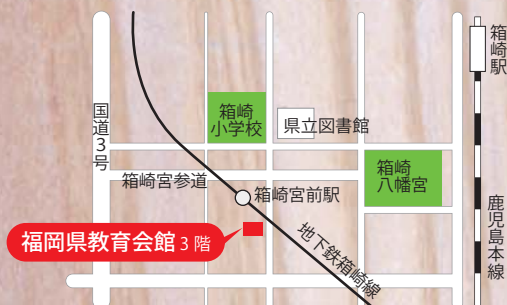 箱崎駅
国道3号
箱崎
小学校
県立図書館
箱崎
八幡宮
箱崎宮参道
箱崎宮前駅
鹿児島本線
福岡県教育会館3階
地下鉄箱崎線